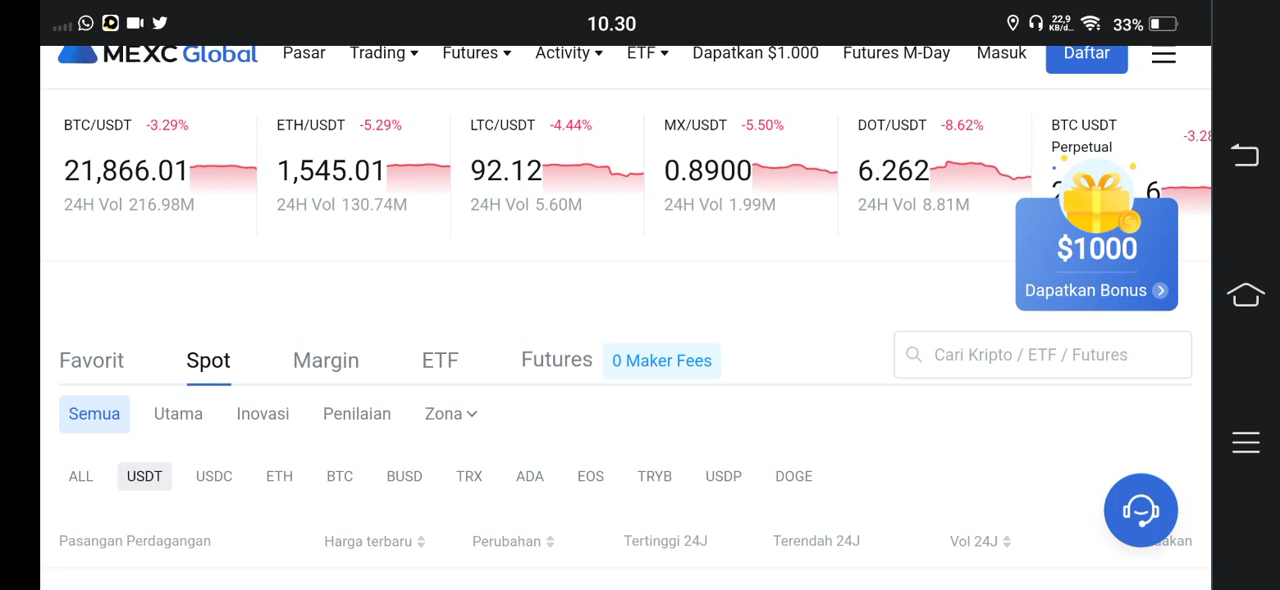 10.30
22,9 KB/d... 33%
MEXC Global Pasar Trading Futures Activity ETF Dapatkan $1.000 Futures M-Day Masuk Daftar
BTC/USDT -3.29% ETH/USDT -5.29% LTC/USDT -4.44% MX/USDT -5.50% DOT/USDT -8.62% BTC USDT
Perpetual -3.28
21,866.01 1,545.01 92.12 0.8900 6.262
24H Vol 216.98M 24H Vol 130.74M 24H Vol 5.60M 24H Vol 1.99M 24H Vol 8.81M
$1000
Dapatkan Bonus
Favorit Spot Margin ETF Futures 0 Maker Fees Cari Kripto / ETF / Futures
Semua Utama Inovasi Penilaian Zona
ALL USDT USDC ETH BTC BUSD TRX ADA EOS TRYB USDP DOGE
Pasangan Perdagangan Harga terbaru Perubahan Tertinggi 24J Terendah 24J Vol 24J